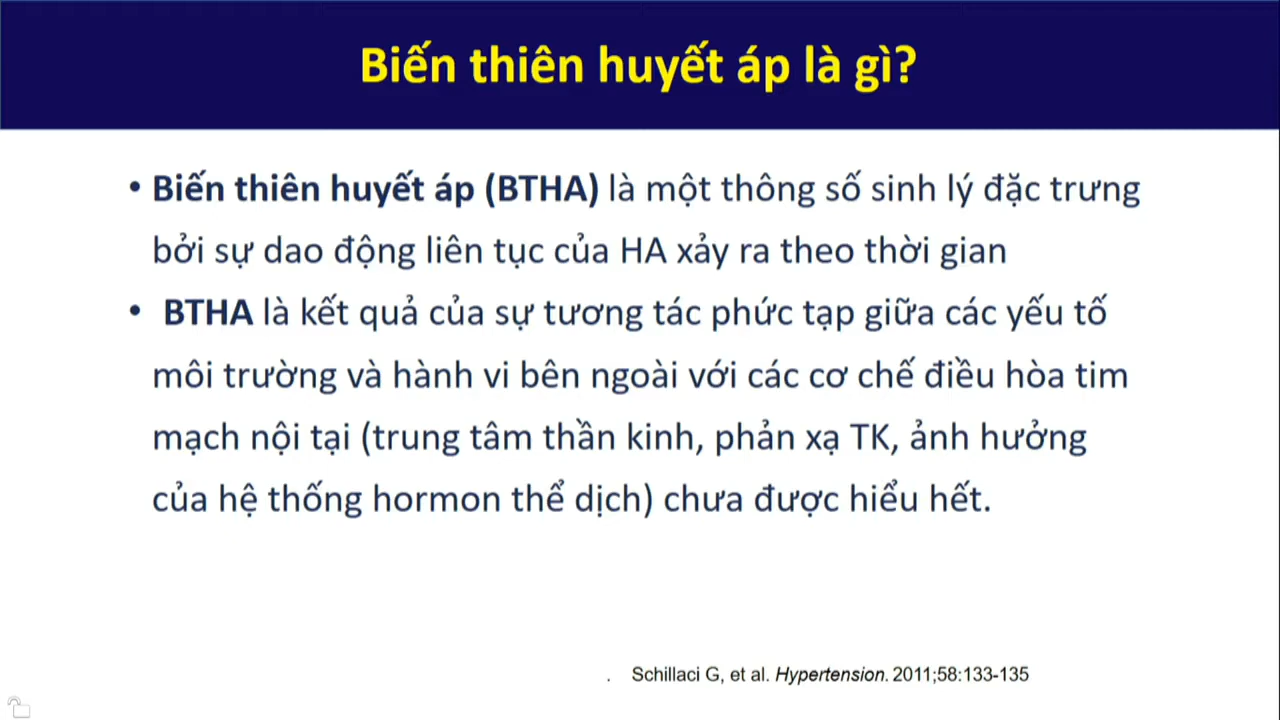 Biến thiên huyết áp là gì?
• Biến thiên huyết áp (BTHA) là một thông số sinh lý đặc trưng
bởi sự dao động liên tục của HA xảy ra theo thời gian
• BTHA là kết quả của sự tương tác phức tạp giữa các yếu tố
môi trường và hành vi bên ngoài với các cơ chế điều hòa tim
mạch nội tại (trung tâm thần kinh, phản xạ TK, ảnh hưởng
của hệ thống hormon thể dịch) chưa được hiểu hết.
. Schillaci G, et al. Hypertension. 2011;58:133-135